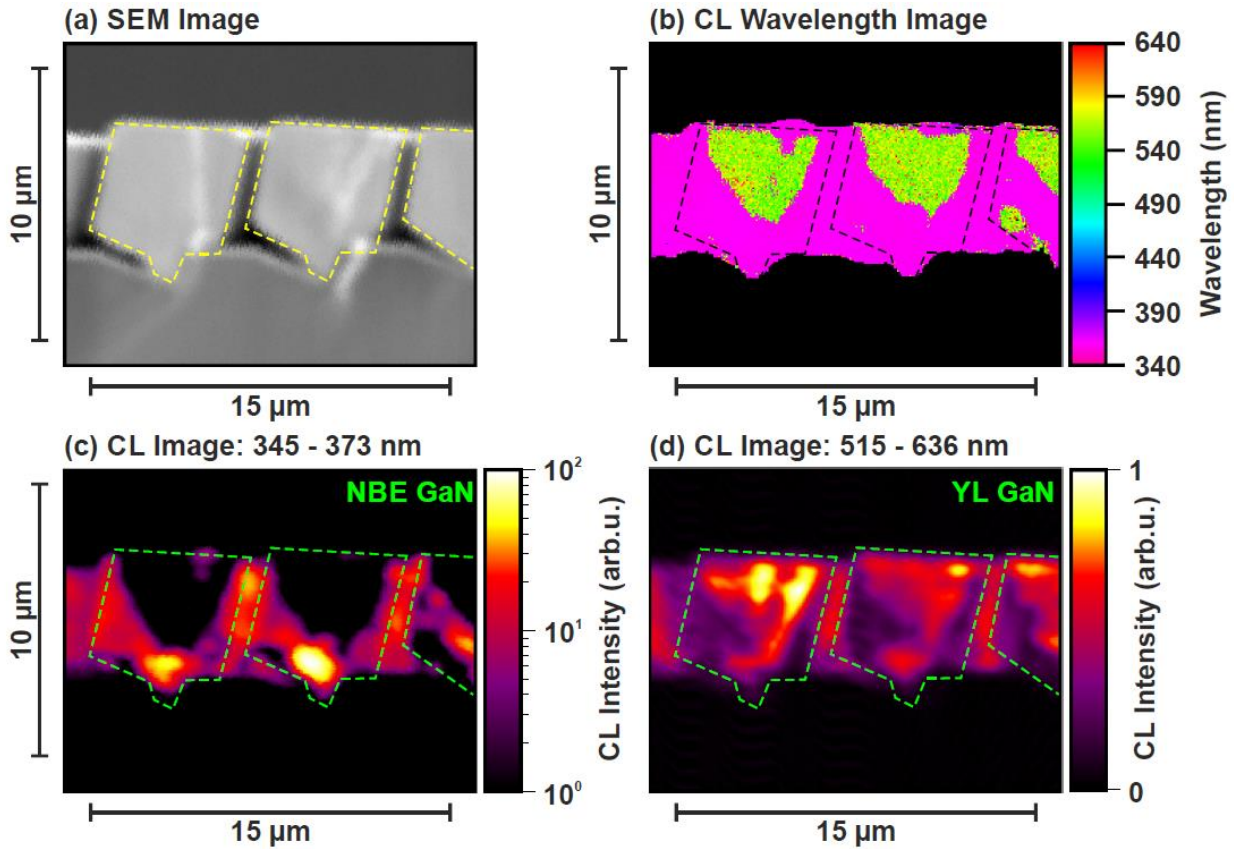 (a) SEM Image
10 µm
15 µm
(b) CL Wavelength Image
10 µm
15 µm
640
590
540
490
440
390
340
Wavelength (nm)
(c) CL Image: 345 - 373 nm
NBE GaN
10 µm
15 µm
10²
10¹
10⁰
CL Intensity (arb.u.)
(d) CL Image: 515 - 636 nm
YL GaN
15 µm
1
0
CL Intensity (arb.u.)